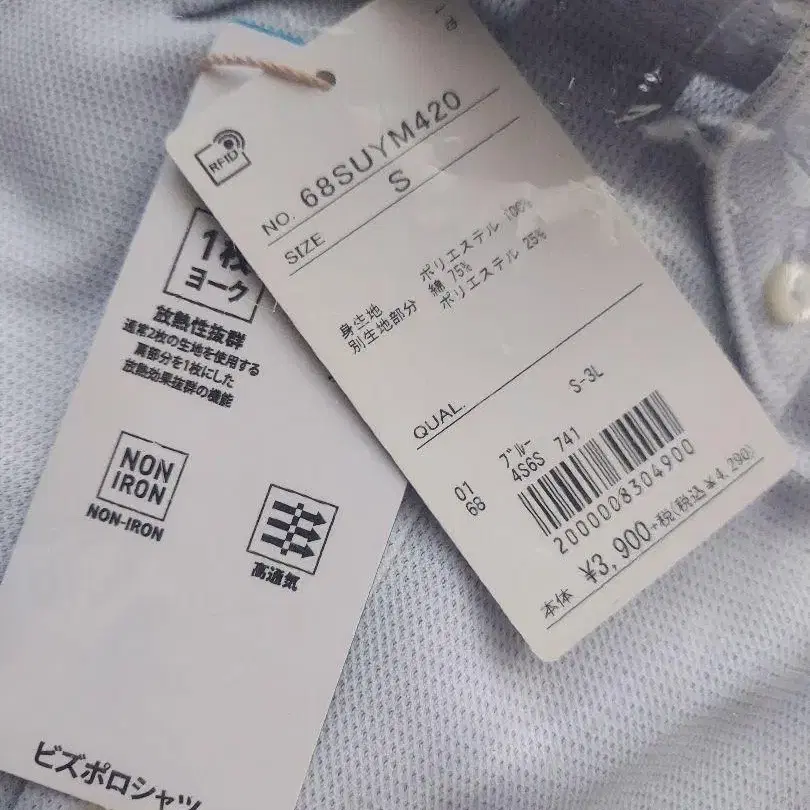 RFID
NO. 68SUYM420
SIZE S
身生地 ポリエステル 100%
別生地部分 綿 75%
ポリエステル 25%
QUAL.
S-3L
01 ブルー
68 4S6S 741
2000008304900
本体 ¥3,900+税(税込¥4,290)
1枚
ヨーク
放熱性抜群
通常2枚の生地を使用する
肩部分を1枚にした
放熱効果抜群の機能
NON
IRON
NON-IRON
高通気
ビズポロシャツ